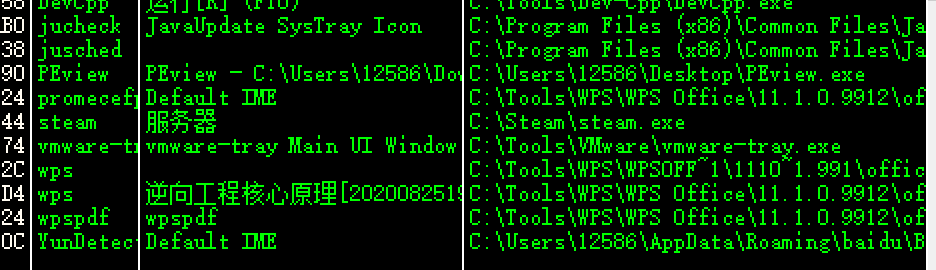 DevCpp 运行[R] (F10) C:\Tools\Dev-Cpp\DevCpp.exe
B0 jucheck JavaUpdate SysTray Icon C:\Program Files (x86)\Common Files\Ja
38 jusched C:\Program Files (x86)\Common Files\Ja
90 PEview PEview - C:\Users\12586\Dow C:\Users\12586\Desktop\PEview.exe
24 promecefp Default IME C:\Tools\WPS\WPS Office\11.1.0.9912\of
44 steam 服务器 C:\Steam\steam.exe
74 vmware-tr vmware-tray Main UI Window C:\Tools\VMware\vmware-tray.exe
2C wps C:\Tools\WPS\WPSOFF~1\1110~1.991\offic
D4 wps 逆向工程核心原理[2020082519 C:\Tools\WPS\WPS Office\11.1.0.9912\of
24 wpspdf wpspdf C:\Tools\WPS\WPS Office\11.1.0.9912\of
0C YunDetec Default IME C:\Users\12586\AppData\Roaming\baidu\B